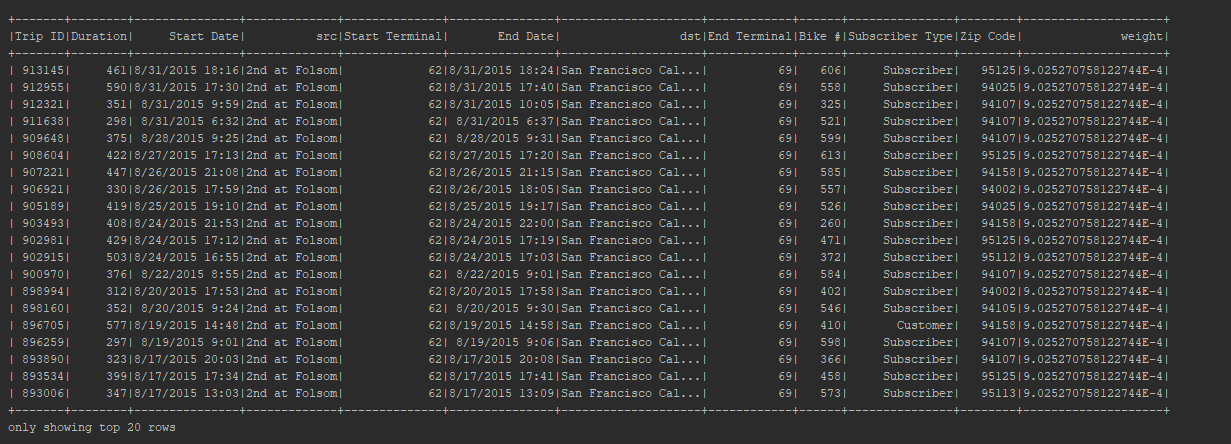 +-------+--------+---------------+-------------+--------------+---------------+--------------------+------------+------+---------------+--------+--------------------+
|Trip ID|Duration|     Start Date|          src|Start Terminal|       End Date|                 dst|End Terminal|Bike #|Subscriber Type|Zip Code|              weight|
+-------+--------+---------------+-------------+--------------+---------------+--------------------+------------+------+---------------+--------+--------------------+
| 913145|     461|8/31/2015 18:16|2nd at Folsom|            62|8/31/2015 18:24|San Francisco Cal...|          69|   606|     Subscriber|   95125|9.025270758122744E-4|
| 912955|     590|8/31/2015 17:30|2nd at Folsom|            62|8/31/2015 17:40|San Francisco Cal...|          69|   558|     Subscriber|   94025|9.025270758122744E-4|
| 912321|     351| 8/31/2015 9:59|2nd at Folsom|            62|8/31/2015 10:05|San Francisco Cal...|          69|   325|     Subscriber|   94107|9.025270758122744E-4|
| 911638|     298| 8/31/2015 6:32|2nd at Folsom|            62| 8/31/2015 6:37|San Francisco Cal...|          69|   521|     Subscriber|   94107|9.025270758122744E-4|
| 909648|     375| 8/28/2015 9:25|2nd at Folsom|            62| 8/28/2015 9:31|San Francisco Cal...|          69|   599|     Subscriber|   94107|9.025270758122744E-4|
| 908604|     422|8/27/2015 17:13|2nd at Folsom|            62|8/27/2015 17:20|San Francisco Cal...|          69|   613|     Subscriber|   95125|9.025270758122744E-4|
| 907221|     447|8/26/2015 21:08|2nd at Folsom|            62|8/26/2015 21:15|San Francisco Cal...|          69|   585|     Subscriber|   94158|9.025270758122744E-4|
| 906921|     330|8/26/2015 17:59|2nd at Folsom|            62|8/26/2015 18:05|San Francisco Cal...|          69|   557|     Subscriber|   94002|9.025270758122744E-4|
| 905189|     419|8/25/2015 19:10|2nd at Folsom|            62|8/25/2015 19:17|San Francisco Cal...|          69|   526|     Subscriber|   94025|9.025270758122744E-4|
| 903493|     408|8/24/2015 21:53|2nd at Folsom|            62|8/24/2015 22:00|San Francisco Cal...|          69|   260|     Subscriber|   94158|9.025270758122744E-4|
| 902981|     429|8/24/2015 17:12|2nd at Folsom|            62|8/24/2015 17:19|San Francisco Cal...|          69|   471|     Subscriber|   95125|9.025270758122744E-4|
| 902915|     503|8/24/2015 16:55|2nd at Folsom|            62|8/24/2015 17:03|San Francisco Cal...|          69|   372|     Subscriber|   95112|9.025270758122744E-4|
| 900970|     376| 8/22/2015 8:55|2nd at Folsom|            62| 8/22/2015 9:01|San Francisco Cal...|          69|   584|     Subscriber|   94107|9.025270758122744E-4|
| 898994|     312|8/20/2015 17:53|2nd at Folsom|            62|8/20/2015 17:58|San Francisco Cal...|          69|   402|     Subscriber|   94002|9.025270758122744E-4|
| 898160|     352| 8/20/2015 9:24|2nd at Folsom|            62| 8/20/2015 9:30|San Francisco Cal...|          69|   546|     Subscriber|   94105|9.025270758122744E-4|
| 896705|     577|8/19/2015 14:48|2nd at Folsom|            62|8/19/2015 14:58|San Francisco Cal...|          69|   410|       Customer|   94158|9.025270758122744E-4|
| 896259|     297| 8/19/2015 9:01|2nd at Folsom|            62| 8/19/2015 9:06|San Francisco Cal...|          69|   598|     Subscriber|   94107|9.025270758122744E-4|
| 893890|     323|8/17/2015 20:03|2nd at Folsom|            62|8/17/2015 20:08|San Francisco Cal...|          69|   366|     Subscriber|   94107|9.025270758122744E-4|
| 893534|     399|8/17/2015 17:34|2nd at Folsom|            62|8/17/2015 17:41|San Francisco Cal...|          69|   458|     Subscriber|   95125|9.025270758122744E-4|
| 893006|     347|8/17/2015 13:03|2nd at Folsom|            62|8/17/2015 13:09|San Francisco Cal...|          69|   573|     Subscriber|   95113|9.025270758122744E-4|
+-------+--------+---------------+-------------+--------------+---------------+--------------------+------------+------+---------------+--------+--------------------+
only showing top 20 rows